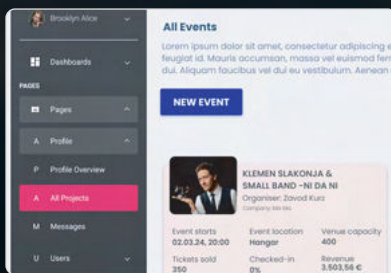 Brooklyn Alice
Dashboards
PAGES
Pages
A Profile
P Profile Overview
A All Projects
M Messages
U Users
All Events
Lorem ipsum dolor sit amet, consectetur adipiscing e
feugiat id. Mauris accumsan, massa vel euismod fern
dui. Aliquam faucibus vel dui eu vestibulum. Aenean
NEW EVENT
KLEMEN SLAKONJA &
SMALL BAND -NI DA NI
Organiser: Zavod Kurz
Event starts
02.03.24, 20:00
Event location
Hangar
Venue capacity
400
Tickets sold
350
Checked-in
0%
Revenue
3.503,56 €